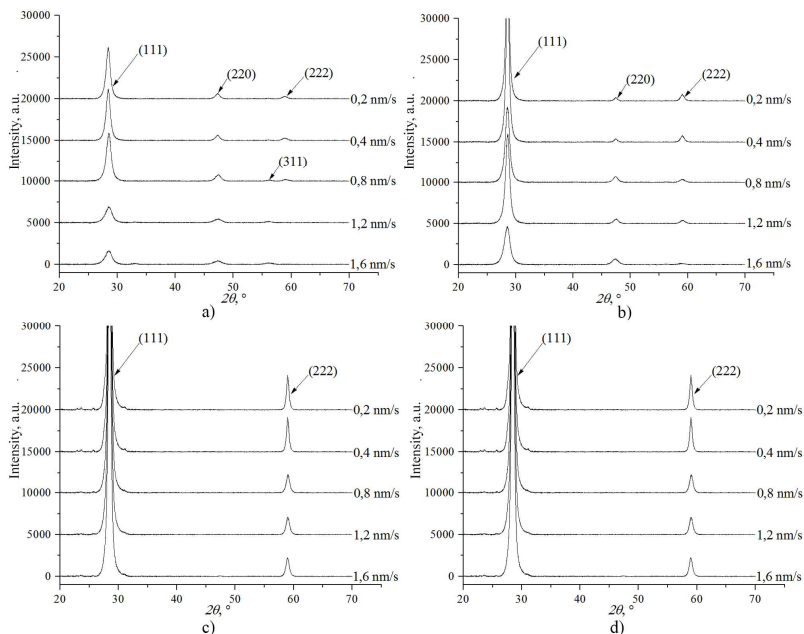 30000
25000
20000
15000
10000
5000
0
Intensity, a.u.
(111)
(220)
(222)
(311)
0,2 nm/s
0,4 nm/s
0,8 nm/s
1,2 nm/s
1,6 nm/s
20 30 40 50 60 70
2θ, °
a)
30000
25000
20000
15000
10000
5000
0
Intensity, a.u.
(111)
(220)
(222)
0,2 nm/s
0,4 nm/s
0,8 nm/s
1,2 nm/s
1,6 nm/s
20 30 40 50 60 70
2θ, °
b)
30000
25000
20000
15000
10000
5000
0
Intensity, a.u.
(111)
(222)
0,2 nm/s
0,4 nm/s
0,8 nm/s
1,2 nm/s
1,6 nm/s
20 30 40 50 60 70
2θ, °
c)
30000
25000
20000
15000
10000
5000
0
Intensity, a.u.
(111)
(222)
0,2 nm/s
0,4 nm/s
0,8 nm/s
1,2 nm/s
1,6 nm/s
20 30 40 50 60 70
2θ, °
d)